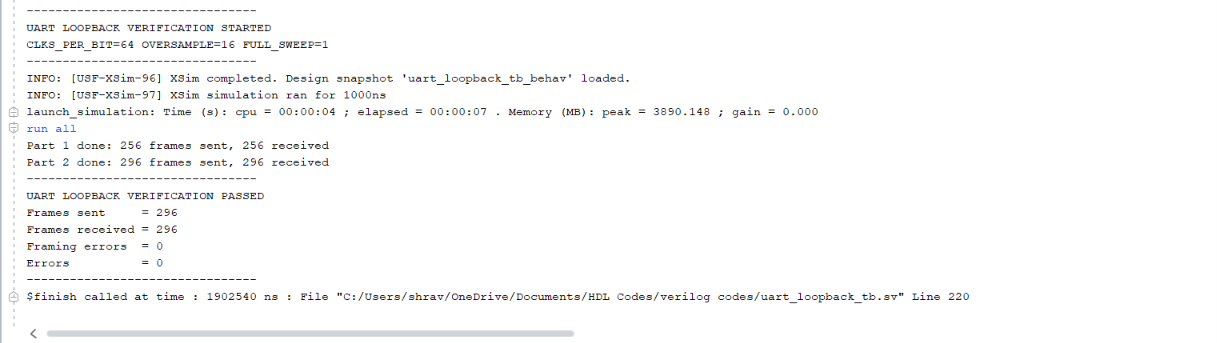 --------------------------------
UART LOOPBACK VERIFICATION STARTED
CLKS_PER_BIT=64 OVERSAMPLE=16 FULL_SWEEP=1
--------------------------------
INFO: [USF-XSim-96] XSim completed. Design snapshot 'uart_loopback_tb_behav' loaded.
INFO: [USF-XSim-97] XSim simulation ran for 1000ns
launch_simulation: Time (s): cpu = 00:00:04 ; elapsed = 00:00:07 . Memory (MB): peak = 3890.148 ; gain = 0.000
run all
Part 1 done: 256 frames sent, 256 received
Part 2 done: 296 frames sent, 296 received
--------------------------------
UART LOOPBACK VERIFICATION PASSED
Frames sent     = 296
Frames received = 296
Framing errors  = 0
Errors          = 0
--------------------------------
$finish called at time : 1902540 ns : File "C:/Users/shrav/OneDrive/Documents/HDL Codes/verilog codes/uart_loopback_tb.sv" Line 220